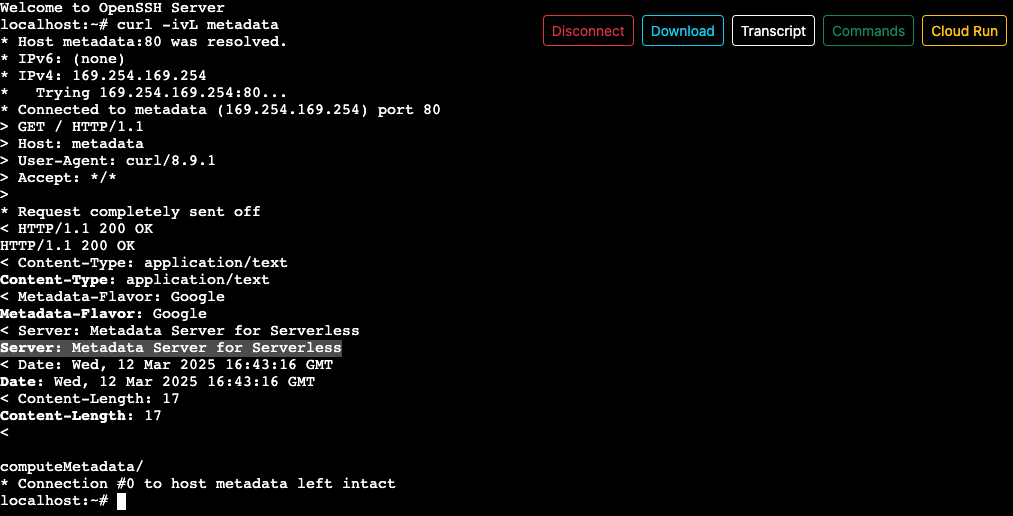 Welcome to OpenSSH Server
localhost:~# curl -ivL metadata
Disconnect Download Transcript Commands Cloud Run
* Host metadata:80 was resolved.
* IPv6: (none)
* IPv4: 169.254.169.254
*   Trying 169.254.169.254:80...
* Connected to metadata (169.254.169.254) port 80
> GET / HTTP/1.1
> Host: metadata
> User-Agent: curl/8.9.1
> Accept: */*
>
* Request completely sent off
< HTTP/1.1 200 OK
HTTP/1.1 200 OK
< Content-Type: application/text
Content-Type: application/text
< Metadata-Flavor: Google
Metadata-Flavor: Google
< Server: Metadata Server for Serverless
Server: Metadata Server for Serverless
< Date: Wed, 12 Mar 2025 16:43:16 GMT
Date: Wed, 12 Mar 2025 16:43:16 GMT
< Content-Length: 17
Content-Length: 17
<
computeMetadata/
* Connection #0 to host metadata left intact
localhost:~#